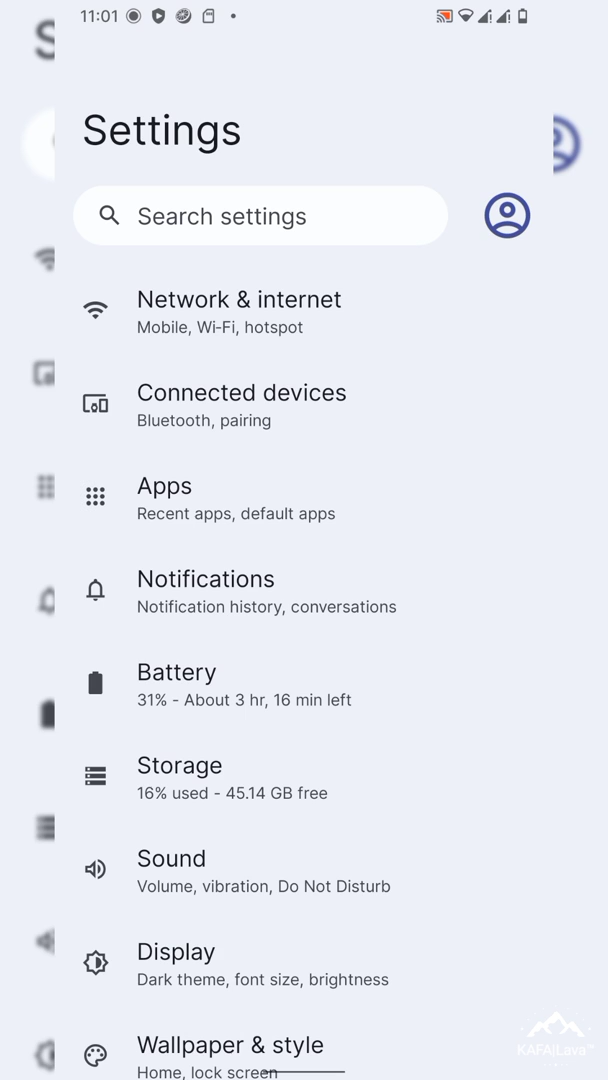 11:01
Settings
Search settings
Network & internet
Mobile, Wi-Fi, hotspot
Connected devices
Bluetooth, pairing
Apps
Recent apps, default apps
Notifications
Notification history, conversations
Battery
31% - About 3 hr, 16 min left
Storage
16% used - 45.14 GB free
Sound
Volume, vibration, Do Not Disturb
Display
Dark theme, font size, brightness
Wallpaper & style
Home, lock screen
KAFA|Lava™